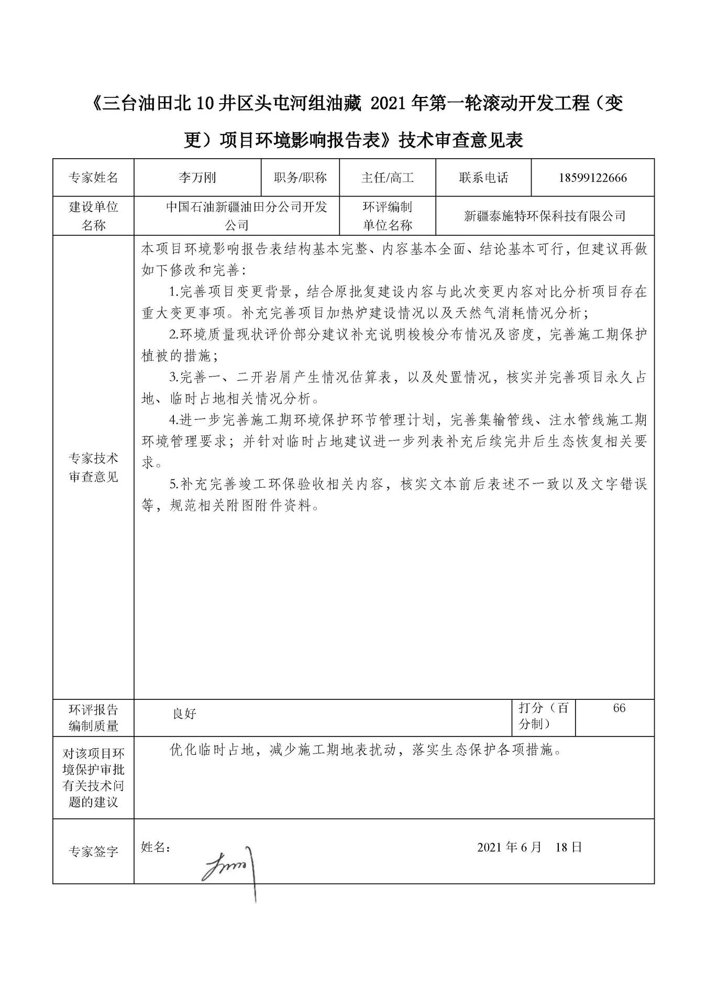 《三台油田北 10 井区头屯河组油藏 2021 年第一轮滚动开发工程（变
更）项目环境影响报告表》技术审查意见表
专家姓名 李万刚 职务/职称 主任/高工 联系电话 18599122666
建设单位
名称
中国石油新疆油田分公司开发
公司
环评编制
单位名称
新疆泰施特环保科技有限公司
专家技术
审查意见
本项目环境影响报告表结构基本完整、内容基本全面、结论基本可行，但建议再做
如下修改和完善：
1.完善项目变更背景，结合原批复建设内容与此次变更内容对比分析项目存在
重大变更事项。补充完善项目加热炉建设情况以及天然气消耗情况分析；
2.环境质量现状评价部分建议补充说明梭梭分布情况及密度，完善施工期保护
植被的措施；
3.完善一、二开岩屑产生情况估算表，以及处置情况，核实并完善项目永久占
地、临时占地相关情况分析。
4.进一步完善施工期环境保护环节管理计划，完善集输管线、注水管线施工期
环境管理要求；并针对临时占地建议进一步列表补充后续完井后生态恢复相关要
求。
5.补充完善竣工环保验收相关内容，核实文本前后表述不一致以及文字错误
等，规范相关附图附件资料。
环评报告
编制质量
良好
打分（百
分制）
66
对该项目环
境保护审批
有关技术问
题的建议
优化临时占地，减少施工期地表扰动，落实生态保护各项措施。
专家签字
姓名： 2021 年 6 月 18 日